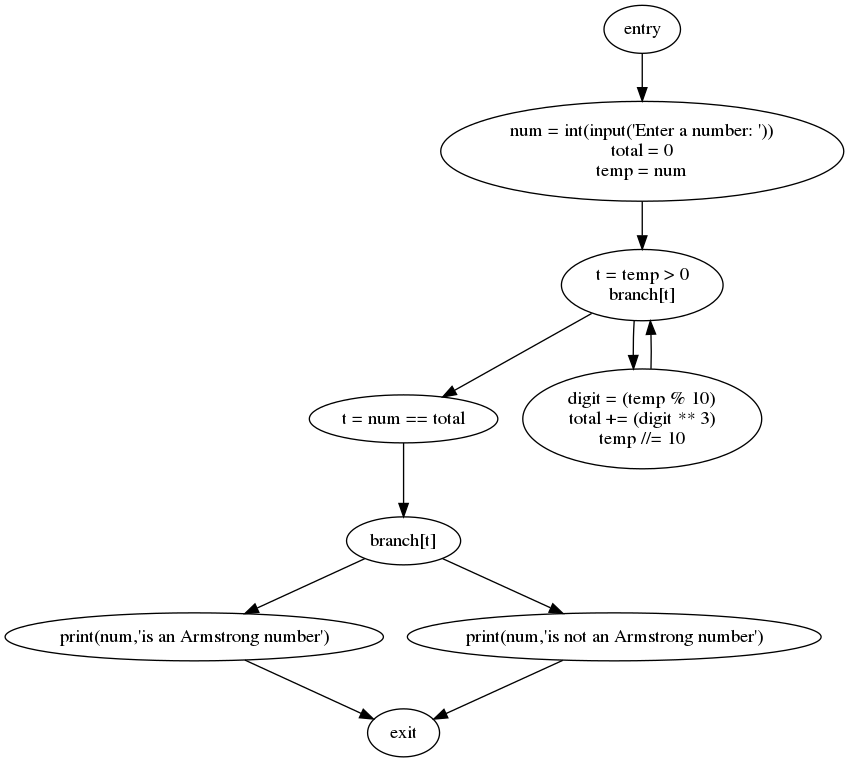 entry
num = int(input('Enter a number: '))
total = 0
temp = num
t = temp > 0
branch[t]
digit = (temp % 10)
total += (digit ** 3)
temp //= 10
t = num == total
branch[t]
print(num,'is an Armstrong number')
print(num,'is not an Armstrong number')
exit